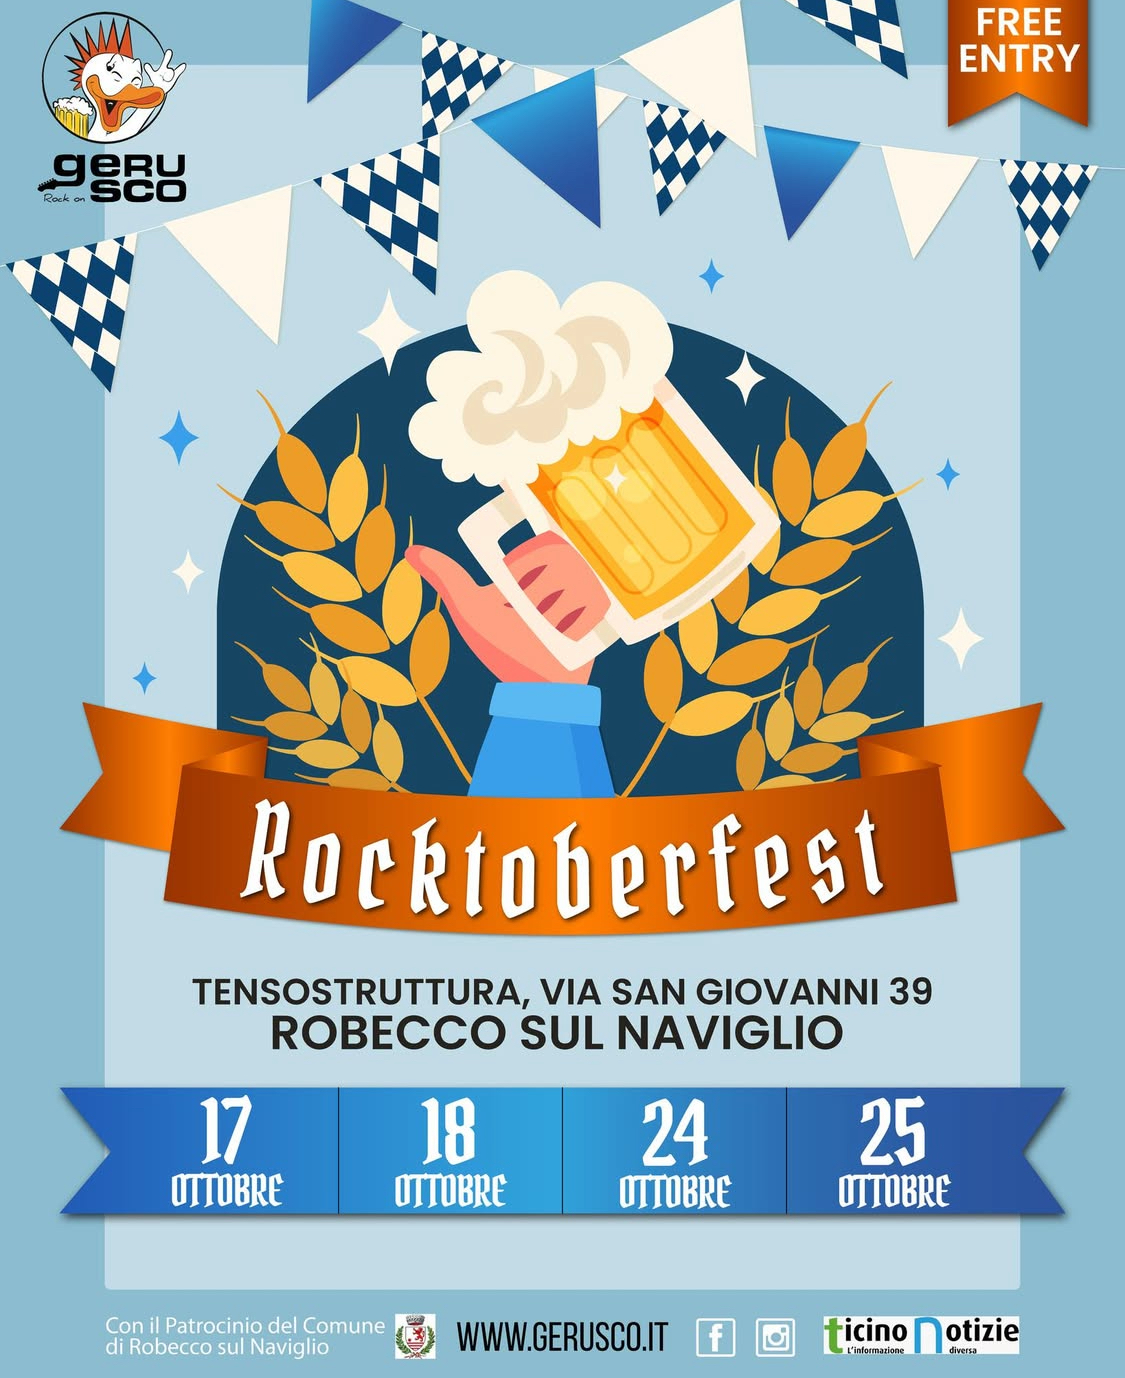 FREE
ENTRY
geRU
SCO
Rock on
Rocktoberfest
TENSOSTRUTTURA, VIA SAN GIOVANNI 39
ROBECCO SUL NAVIGLIO
17
OTTOBRE
18
OTTOBRE
24
OTTOBRE
25
OTTOBRE
Con il Patrocinio del Comune
di Robecco sul Naviglio
WWW.GERUSCO.IT
ticino notizie
L'informazione diversa